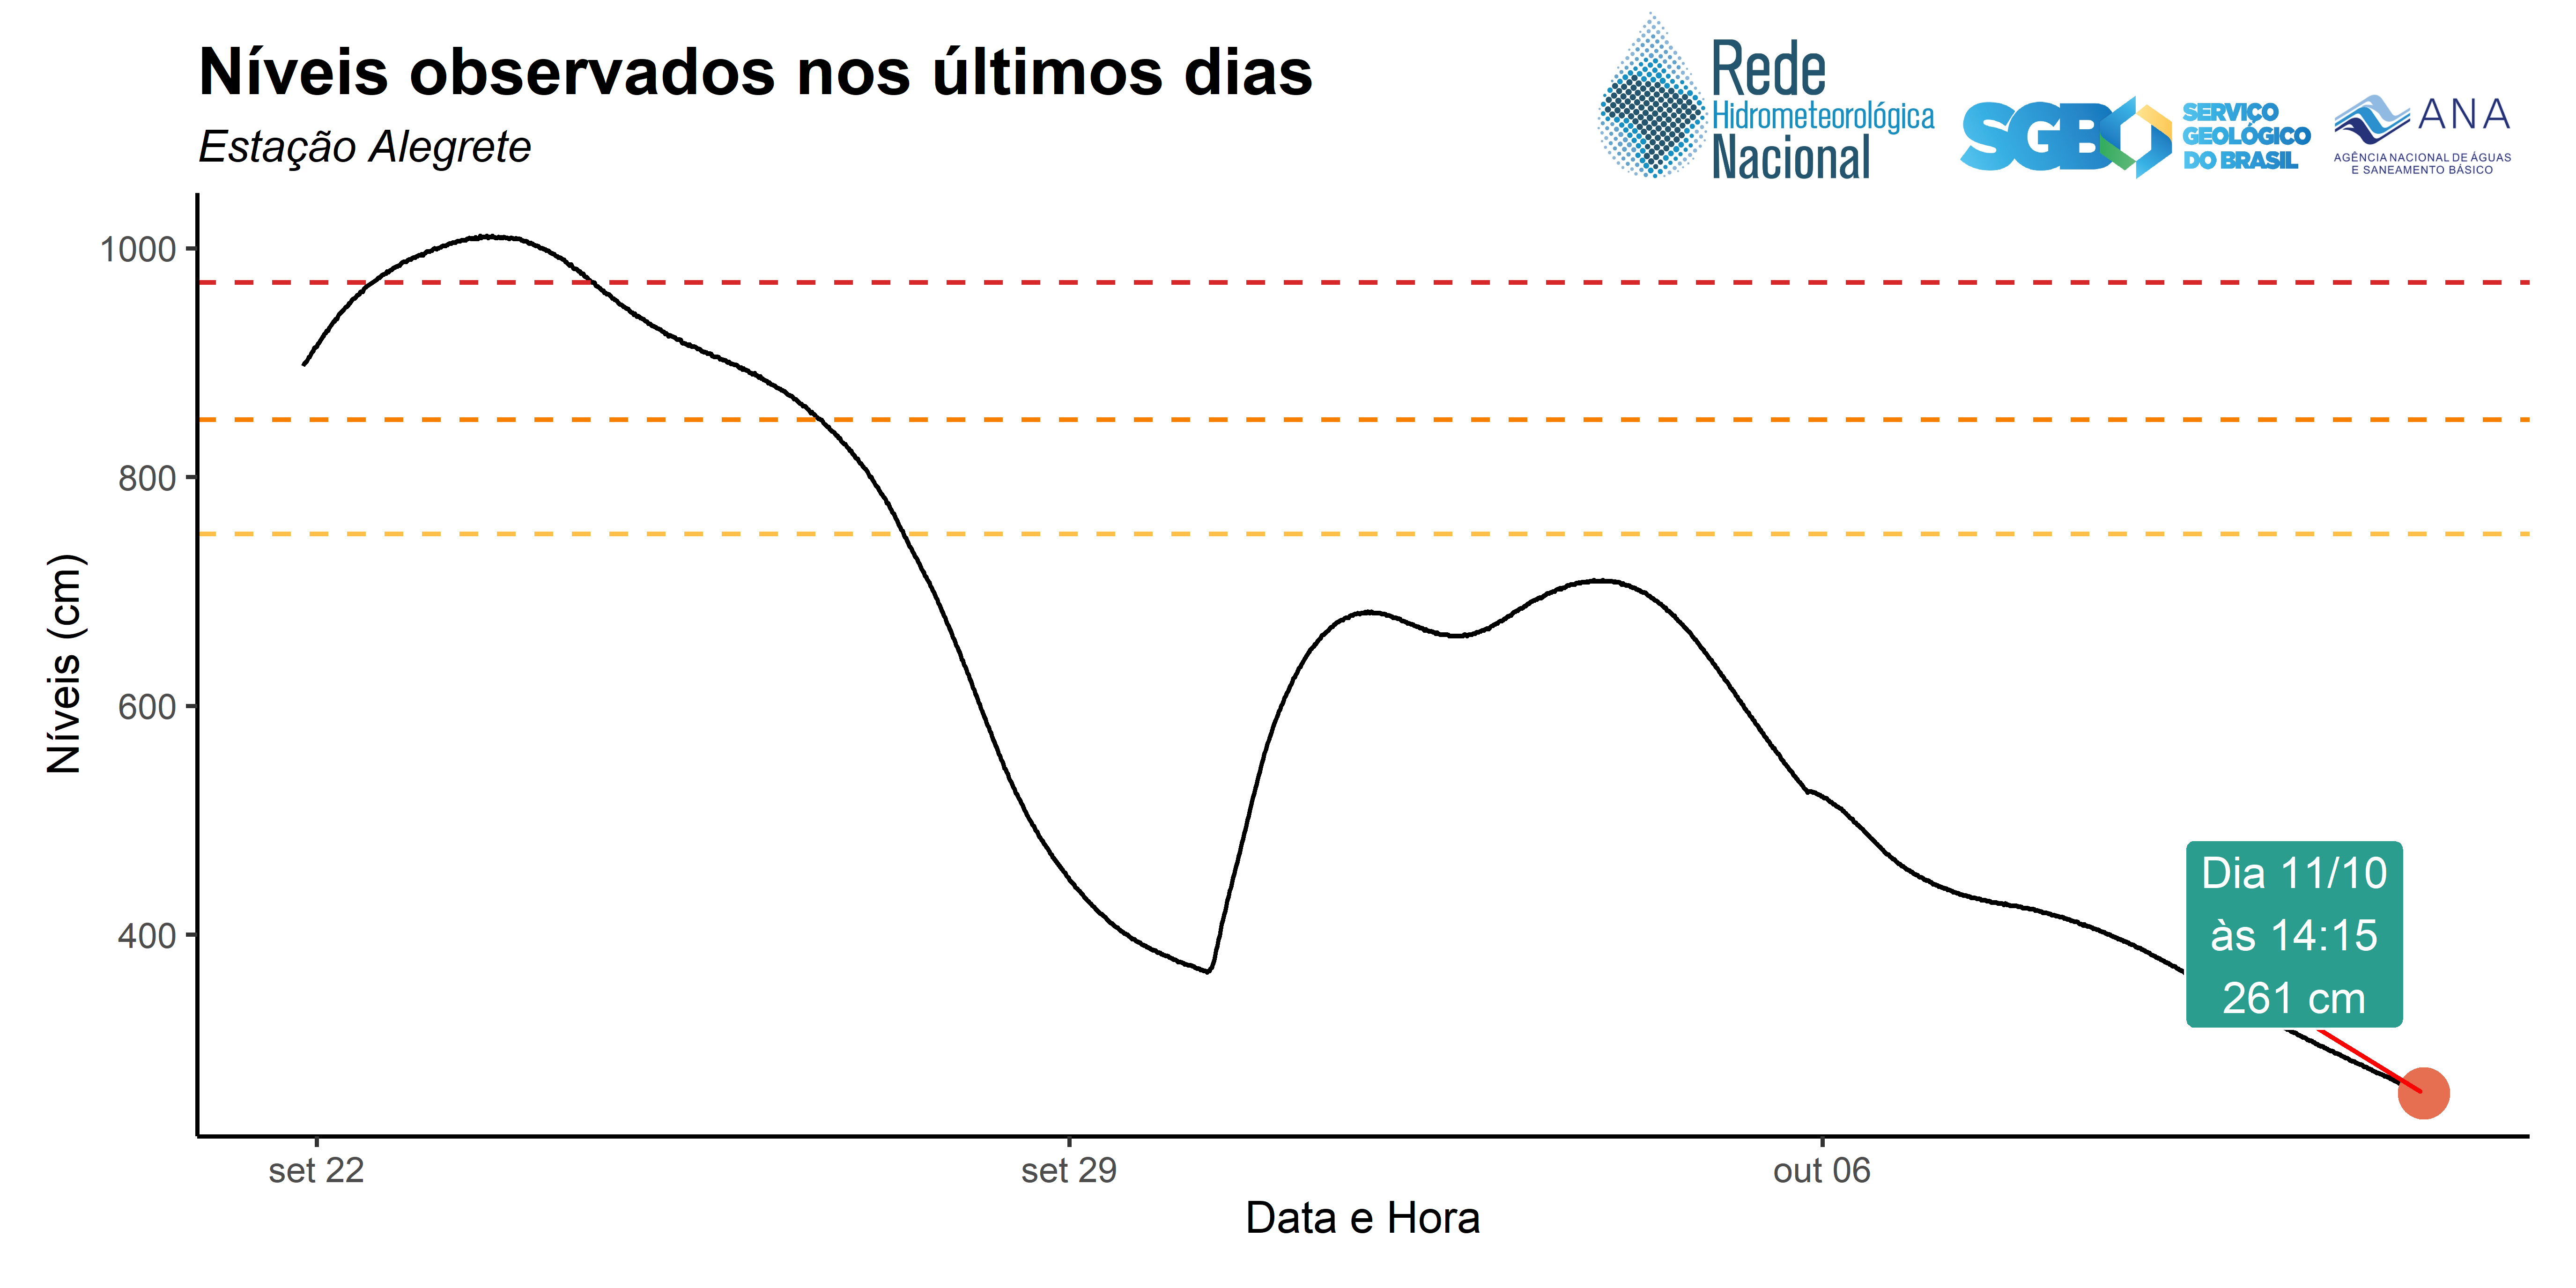 Níveis observados nos últimos dias
Estação Alegrete
Rede
Hidrometeorológica
Nacional
SGB
SERVIÇO
GEOLÓGICO
DO BRASIL
ANA
AGÊNCIA NACIONAL DE ÁGUAS
E SANEAMENTO BÁSICO
Níveis (cm)
1000
800
600
400
Dia 11/10
às 14:15
261 cm
set 22
set 29
out 06
Data e Hora